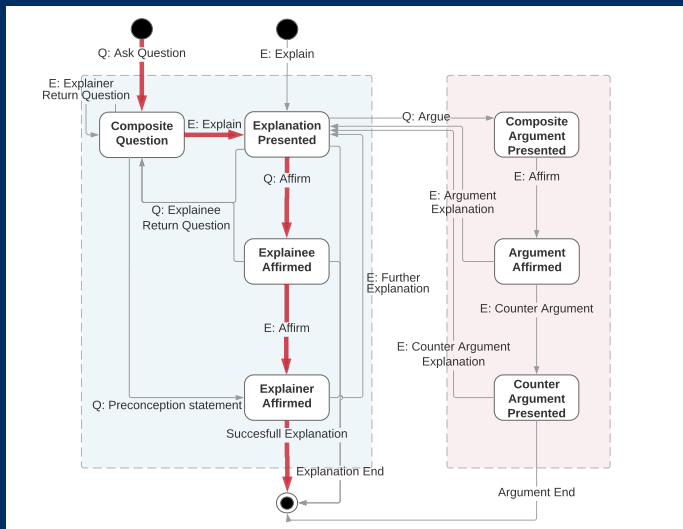 Q: Ask Question
E: Explain
E: Explainer
Return Question
Composite
Question
E: Explain
Explanation
Presented
Q: Argue
Composite
Argument
Presented
Q: Affirm
E: Affirm
Q: Explainee
Return Question
E: Argument
Explanation
Explainee
Affirmed
Argument
Affirmed
E: Further
Explanation
E: Counter Argument
E: Affirm
E: Counter Argument
Explanation
Explainer
Affirmed
Counter
Argument
Presented
Q: Preconception statement
Succesfull Explanation
Explanation End
Argument End